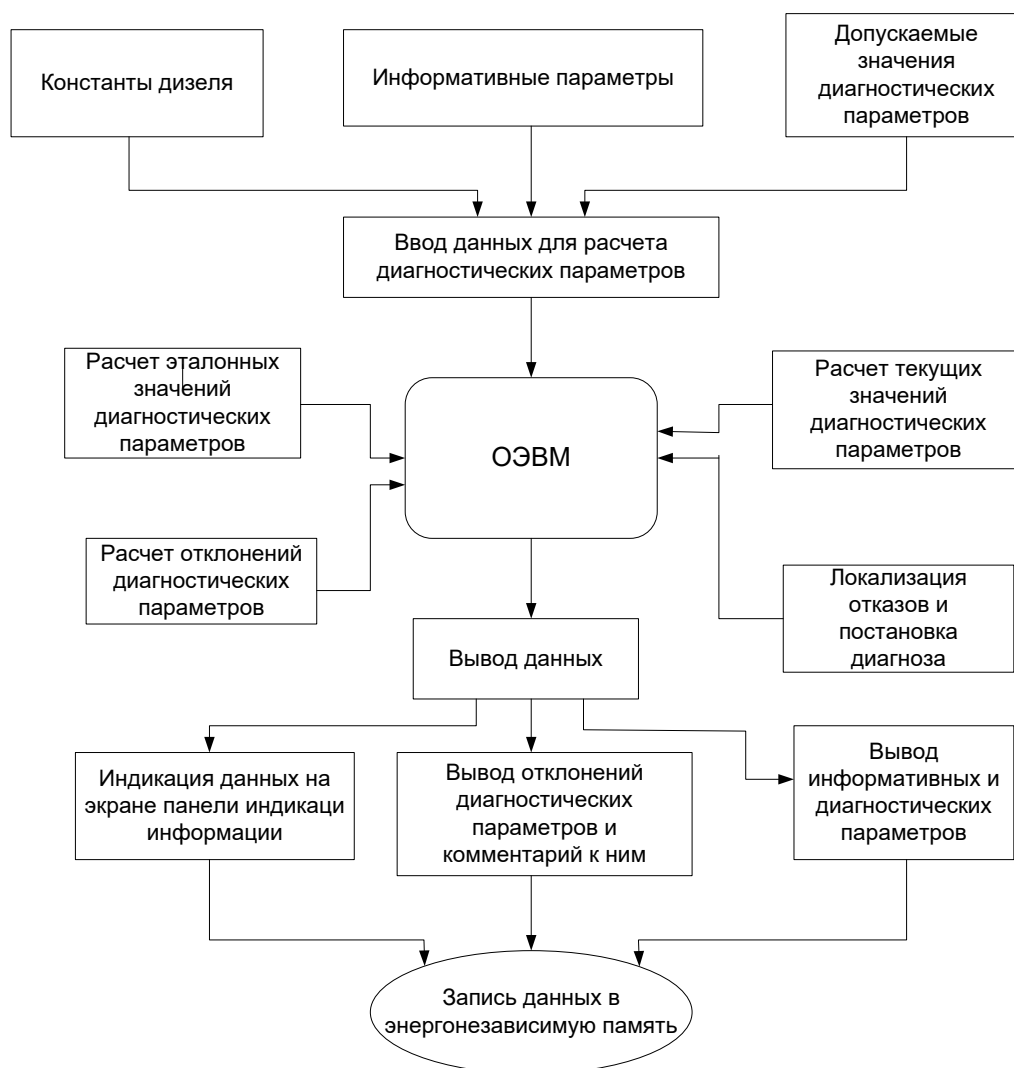 Константы дизеля
Информативные параметры
Допускаемые
значения
диагностических
параметров
Ввод данных для расчета
диагностических параметров
Расчет эталонных
значений
диагностических
параметров
ОЭВМ
Расчет текущих
значений
диагностических
параметров
Расчет отклонений
диагностических
параметров
Локализация
отказов и
постановка
диагноза
Вывод данных
Индикация данных на
экране панели индикаци
информации
Вывод отклонений
диагностических
параметров и
комментарий к ним
Вывод
информативных и
диагностических
параметров
Запись данных в
энергонезависимую память